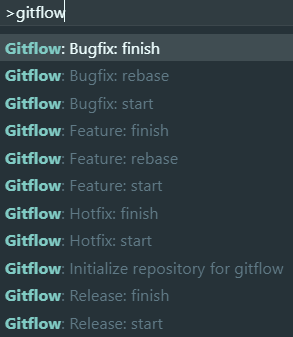 >gitflow
Gitflow: Bugfix: finish
Gitflow: Bugfix: rebase
Gitflow: Bugfix: start
Gitflow: Feature: finish
Gitflow: Feature: rebase
Gitflow: Feature: start
Gitflow: Hotfix: finish
Gitflow: Hotfix: start
Gitflow: Initialize repository for gitflow
Gitflow: Release: finish
Gitflow: Release: start